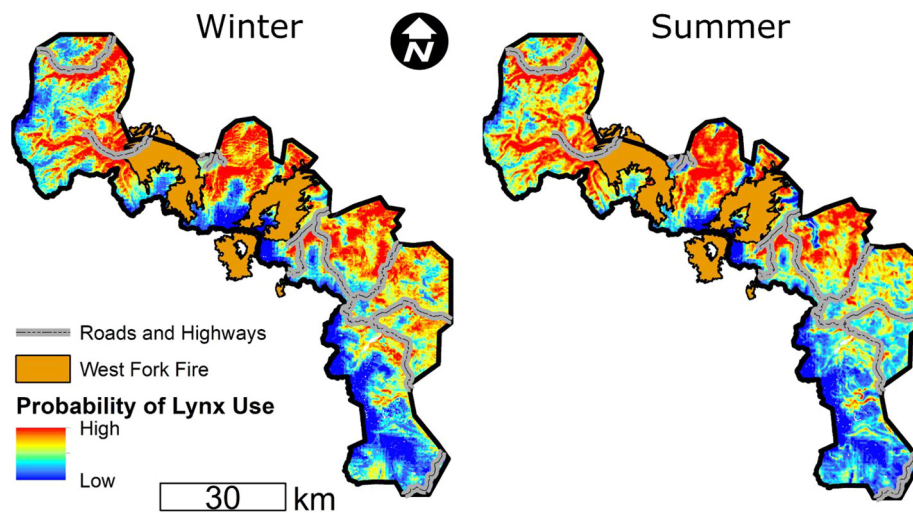 Winter
N
Summer
Roads and Highways
West Fork Fire
Probability of Lynx Use
High
Low
30 km